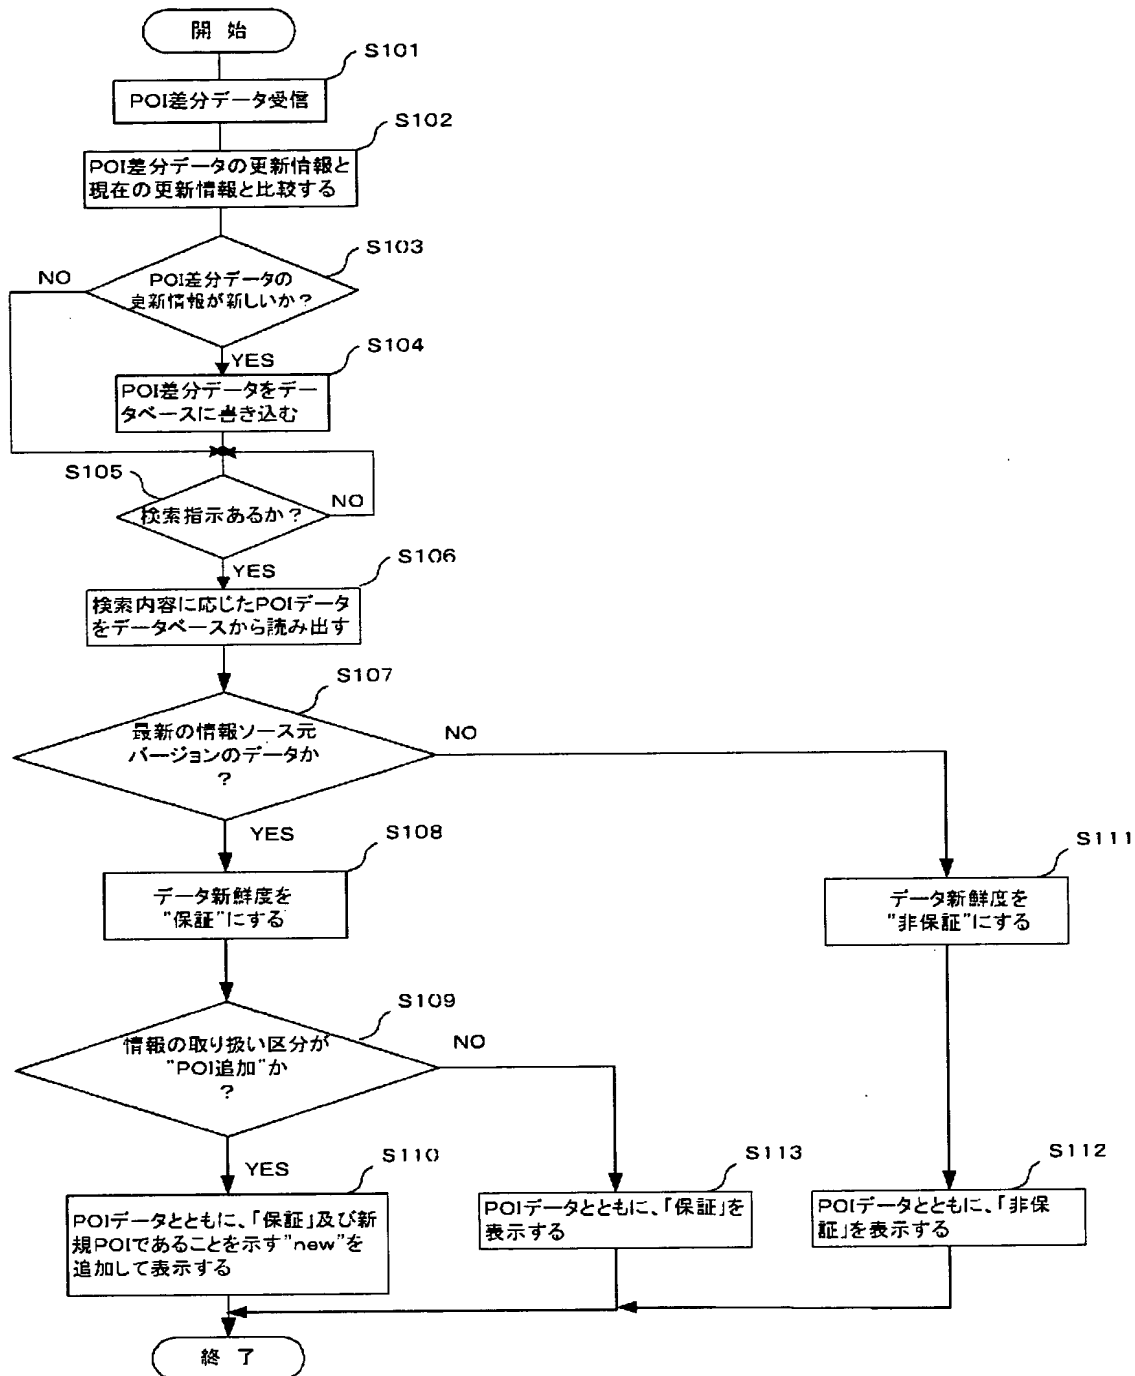 開 始
S101
POI差分データ受信
S102
POI差分データの更新情報と
現在の更新情報と比較する
S103
NO
POI差分データの
更新情報が新しいか？
YES
S104
POI差分データをデー
タベースに書き込む
S105
検索指示あるか？
NO
YES
S106
検索内容に応じたPOIデータ
をデータベースから読み出す
S107
最新の情報ソース元
バージョンのデータか
？
NO
YES
S108
データ新鮮度を
”保証”にする
S111
データ新鮮度を
”非保証”にする
S109
情報の取り扱い区分が
”POI追加”か
？
NO
YES
S110
POIデータとともに、「保証」及び新
規POIであることを示す”new”を
追加して表示する
S113
POIデータとともに、「保証」を
表示する
S112
POIデータとともに、「非保
証」を表示する
終 了